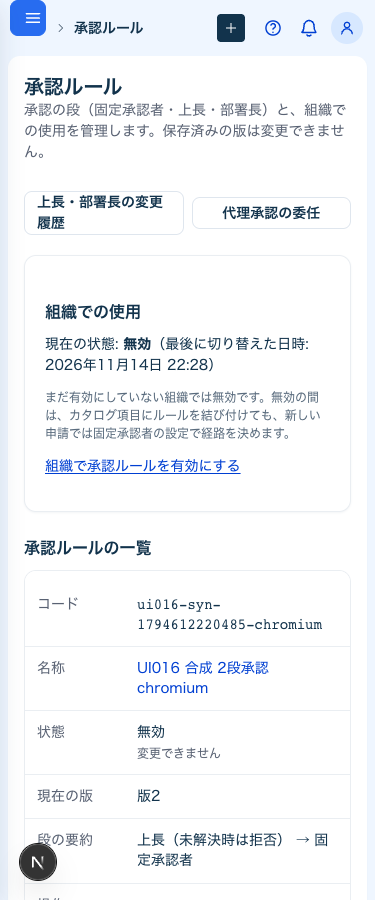 承認ルール
承認ルール
承認の段（固定承認者・上長・部署長）と、組織で
の使用を管理します。保存済みの版は変更できませ
ん。
上長・部署長の変更
履歴
代理承認の委任
組織での使用
現在の状態: 無効（最後に切り替えた日時:
2026年11月14日 22:28）
まだ有効にしていない組織では無効です。無効の間
は、カタログ項目にルールを結び付けても、新しい
申請では固定承認者の設定で経路を決めます。
組織で承認ルールを有効にする
承認ルールの一覧
コード
ui016-syn-
1794612220485-chromium
名称
UI016 合成 2段承認
chromium
状態
無効
変更できません
現在の版
版2
段の要約
上長（未解決時は拒否） → 固
定承認者
N